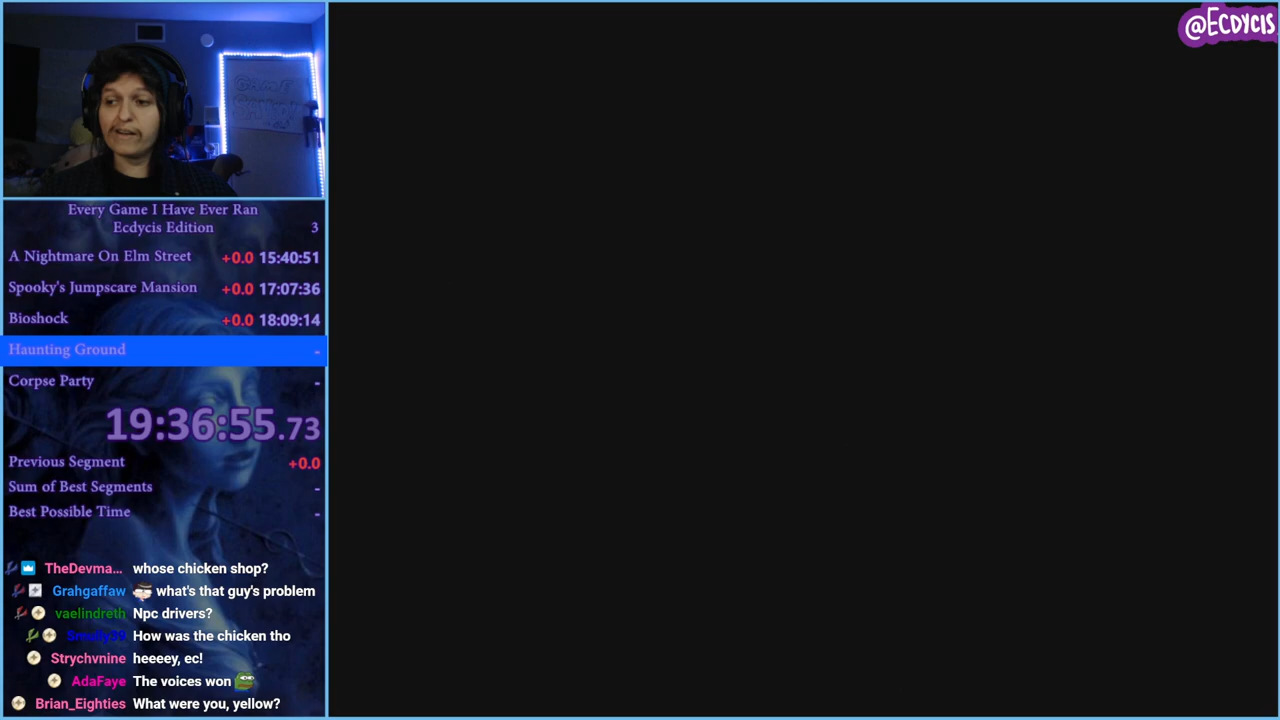 @ECDYCIS
GAME
Every Game I Have Ever Ran
Ecdycis Edition 3
A Nightmare On Elm Street +0.0 15:40:51
Spooky's Jumpscare Mansion +0.0 17:07:36
Bioshock +0.0 18:09:14
Haunting Ground -
Corpse Party -
19:36:55.73
Previous Segment +0.0
Sum of Best Segments -
Best Possible Time -
TheDevma... whose chicken shop?
Grahgaffaw what's that guy's problem
vaelindreth Npc drivers?
How was the chicken tho
Strychvnine heeeey, ec!
AdaFaye The voices won
Brian_Eighties What were you, yellow?